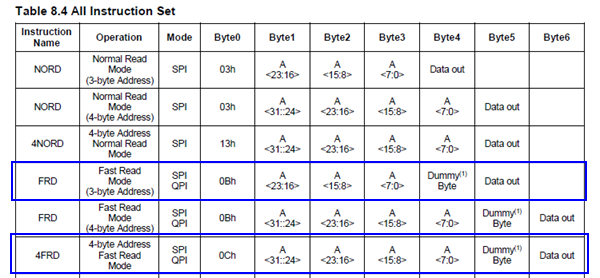 Table 8.4 All Instruction Set
Instruction Name Operation Mode Byte0 Byte1 Byte2 Byte3 Byte4 Byte5 Byte6
NORD Normal Read Mode (3-byte Address) SPI 03h A <23:16> A <15:8> A <7:0> Data out
NORD Normal Read Mode (4-byte Address) SPI 03h A <31::24> A <23:16> A <15:8> A <7:0> Data out
4NORD 4-byte Address Normal Read Mode SPI 13h A <31::24> A <23:16> A <15:8> A <7:0> Data out
FRD Fast Read Mode (3-byte Address) SPI QPI 0Bh A <23:16> A <15:8> A <7:0> Dummy(1) Byte Data out
FRD Fast Read Mode (4-byte Address) SPI QPI 0Bh A <31::24> A <23:16> A <15:8> A <7:0> Dummy(1) Byte Data out
4FRD 4-byte Address Fast Read Mode SPI QPI 0Ch A <31::24> A <23:16> A <15:8> A <7:0> Dummy(1) Byte Data out